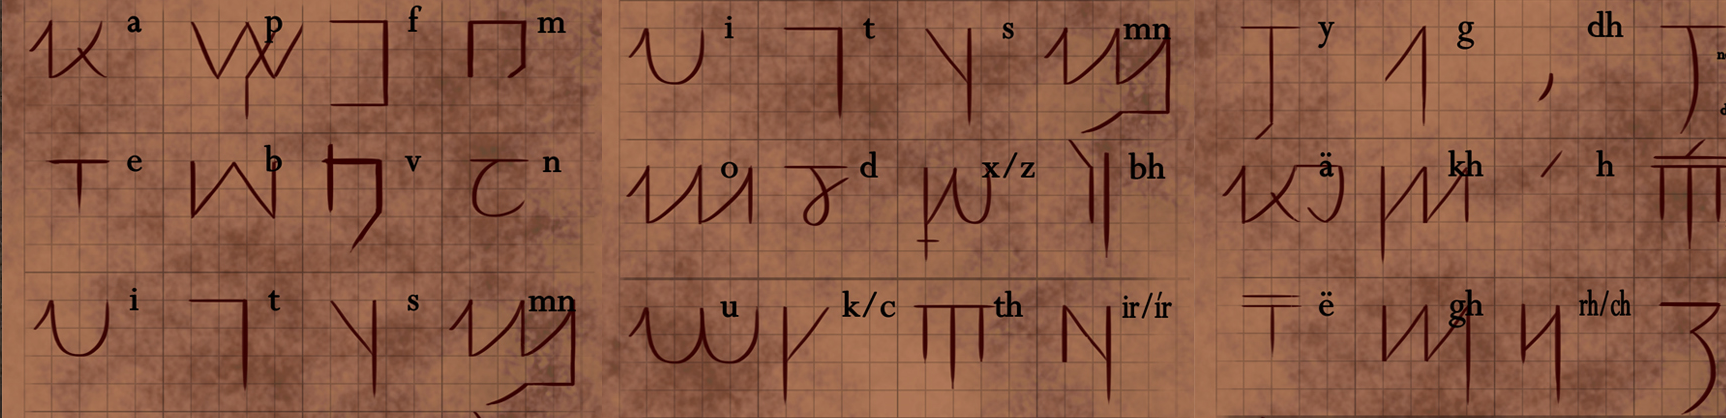 a p f m i t s mn y g dh
e b v n o d x/z bh ä kh h
i t s mn u k/c th ir/ír ë gh rh/ch